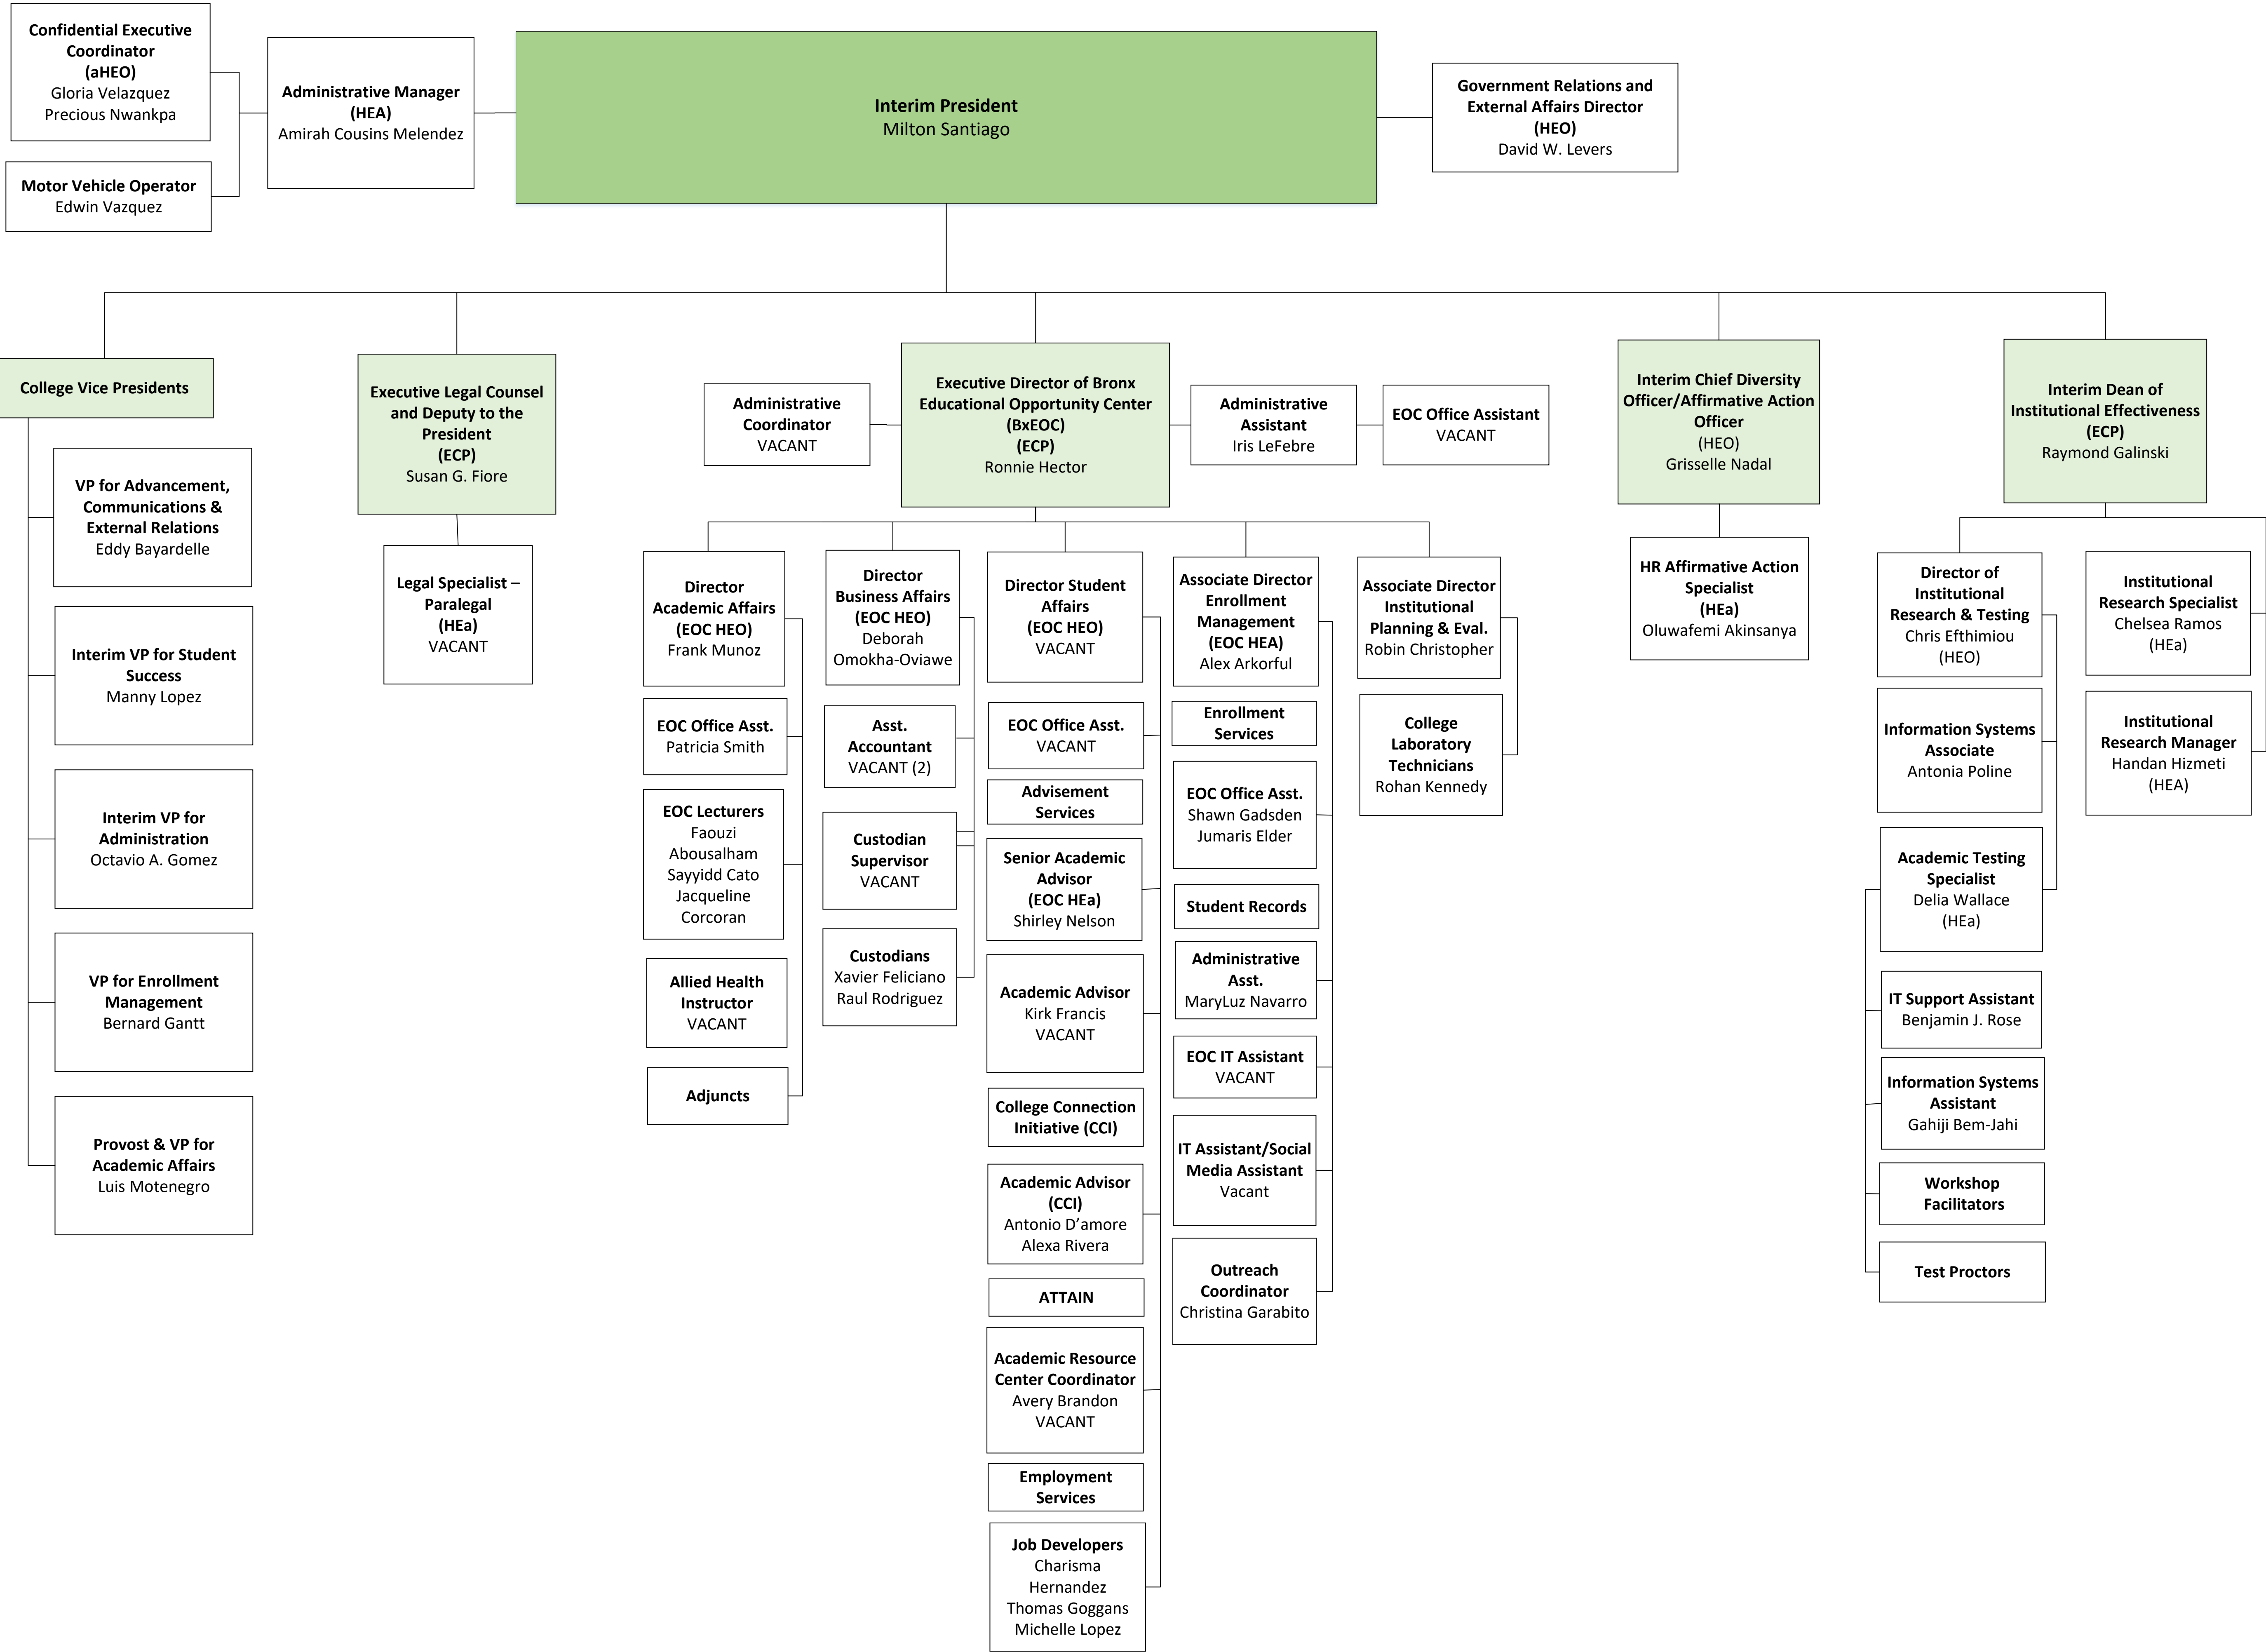 Confidential Executive
Coordinator
(aHEO)
Gloria Velazquez
Precious Nwankpa
Motor Vehicle Operator
Edwin Vazquez
Administrative Manager
(HEA)
Amirah Cousins Melendez
Interim President
Milton Santiago
Government Relations and
External Affairs Director
(HEO)
David W. Levers
College Vice Presidents
VP for Advancement,
Communications &
External Relations
Eddy Bayardelle
Interim VP for Student
Success
Manny Lopez
Interim VP for
Administration
Octavio A. Gomez
VP for Enrollment
Management
Bernard Gantt
Provost & VP for
Academic Affairs
Luis Motenegro
Executive Legal Counsel
and Deputy to the
President
(ECP)
Susan G. Fiore
Legal Specialist –
Paralegal
(HEa)
VACANT
Administrative
Coordinator
VACANT
Executive Director of Bronx
Educational Opportunity Center
(BxEOC)
(ECP)
Ronnie Hector
Administrative
Assistant
Iris LeFebre
EOC Office Assistant
VACANT
Director
Academic Affairs
(EOC HEO)
Frank Munoz
EOC Office Asst.
Patricia Smith
EOC Lecturers
Faouzi
Abousalham
Sayyidd Cato
Jacqueline
Corcoran
Allied Health
Instructor
VACANT
Adjuncts
Director
Business Affairs
(EOC HEO)
Deborah
Omokha-Oviawe
Asst.
Accountant
VACANT (2)
Custodian
Supervisor
VACANT
Custodians
Xavier Feliciano
Raul Rodriguez
Director Student
Affairs
(EOC HEO)
VACANT
EOC Office Asst.
VACANT
Advisement
Services
Senior Academic
Advisor
(EOC HEa)
Shirley Nelson
Academic Advisor
Kirk Francis
VACANT
College Connection
Initiative (CCI)
Academic Advisor
(CCI)
Antonio D’amore
Alexa Rivera
ATTAIN
Academic Resource
Center Coordinator
Avery Brandon
VACANT
Employment
Services
Job Developers
Charisma
Hernandez
Thomas Goggans
Michelle Lopez
Associate Director
Enrollment
Management
(EOC HEA)
Alex Arkorful
Enrollment
Services
EOC Office Asst.
Shawn Gadsden
Jumaris Elder
Student Records
Administrative
Asst.
MaryLuz Navarro
EOC IT Assistant
VACANT
IT Assistant/Social
Media Assistant
Vacant
Outreach
Coordinator
Christina Garabito
Associate Director
Institutional
Planning & Eval.
Robin Christopher
College
Laboratory
Technicians
Rohan Kennedy
Interim Chief Diversity
Officer/Affirmative Action
Officer
(HEO)
Grisselle Nadal
HR Affirmative Action
Specialist
(HEa)
Oluwafemi Akinsanya
Interim Dean of
Institutional Effectiveness
(ECP)
Raymond Galinski
Director of
Institutional
Research & Testing
Chris Efthimiou
(HEO)
Information Systems
Associate
Antonia Poline
Academic Testing
Specialist
Delia Wallace
(HEa)
IT Support Assistant
Benjamin J. Rose
Information Systems
Assistant
Gahiji Bem-Jahi
Workshop
Facilitators
Test Proctors
Institutional
Research Specialist
Chelsea Ramos
(HEa)
Institutional
Research Manager
Handan Hizmeti
(HEA)